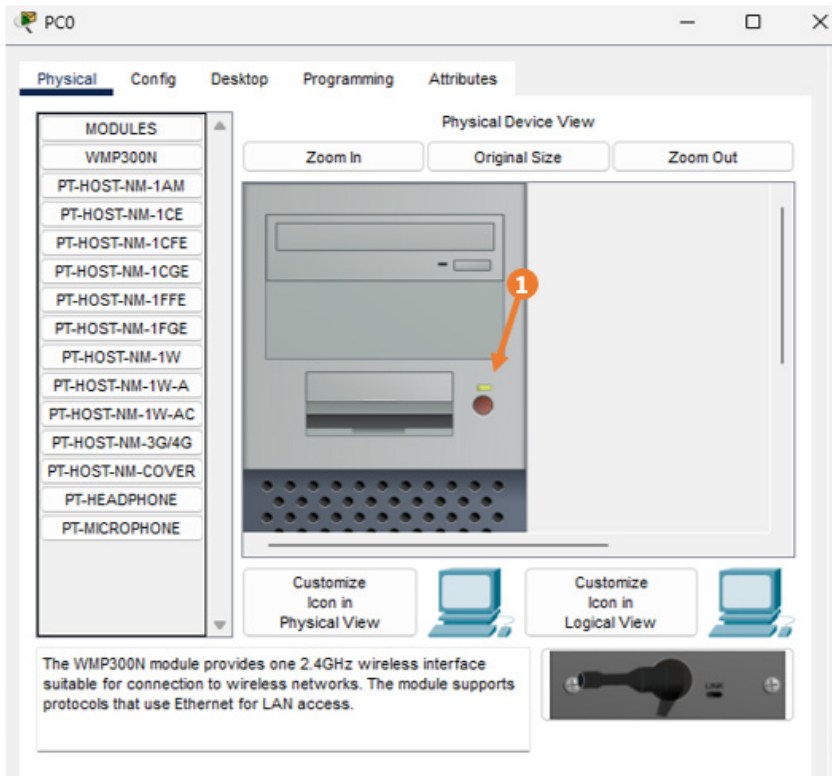 PC0
Physical Config Desktop Programming Attributes
MODULES
WMP300N
PT-HOST-NM-1AM
PT-HOST-NM-1CE
PT-HOST-NM-1CFE
PT-HOST-NM-1CGE
PT-HOST-NM-1FFE
PT-HOST-NM-1FGE
PT-HOST-NM-1W
PT-HOST-NM-1W-A
PT-HOST-NM-1W-AC
PT-HOST-NM-3G/4G
PT-HOST-NM-COVER
PT-HEADPHONE
PT-MICROPHONE
Physical Device View
Zoom In Original Size Zoom Out
1
Customize
Icon in
Physical View
Customize
Icon in
Logical View
The WMP300N module provides one 2.4GHz wireless interface
suitable for connection to wireless networks. The module supports
protocols that use Ethernet for LAN access.
LINK